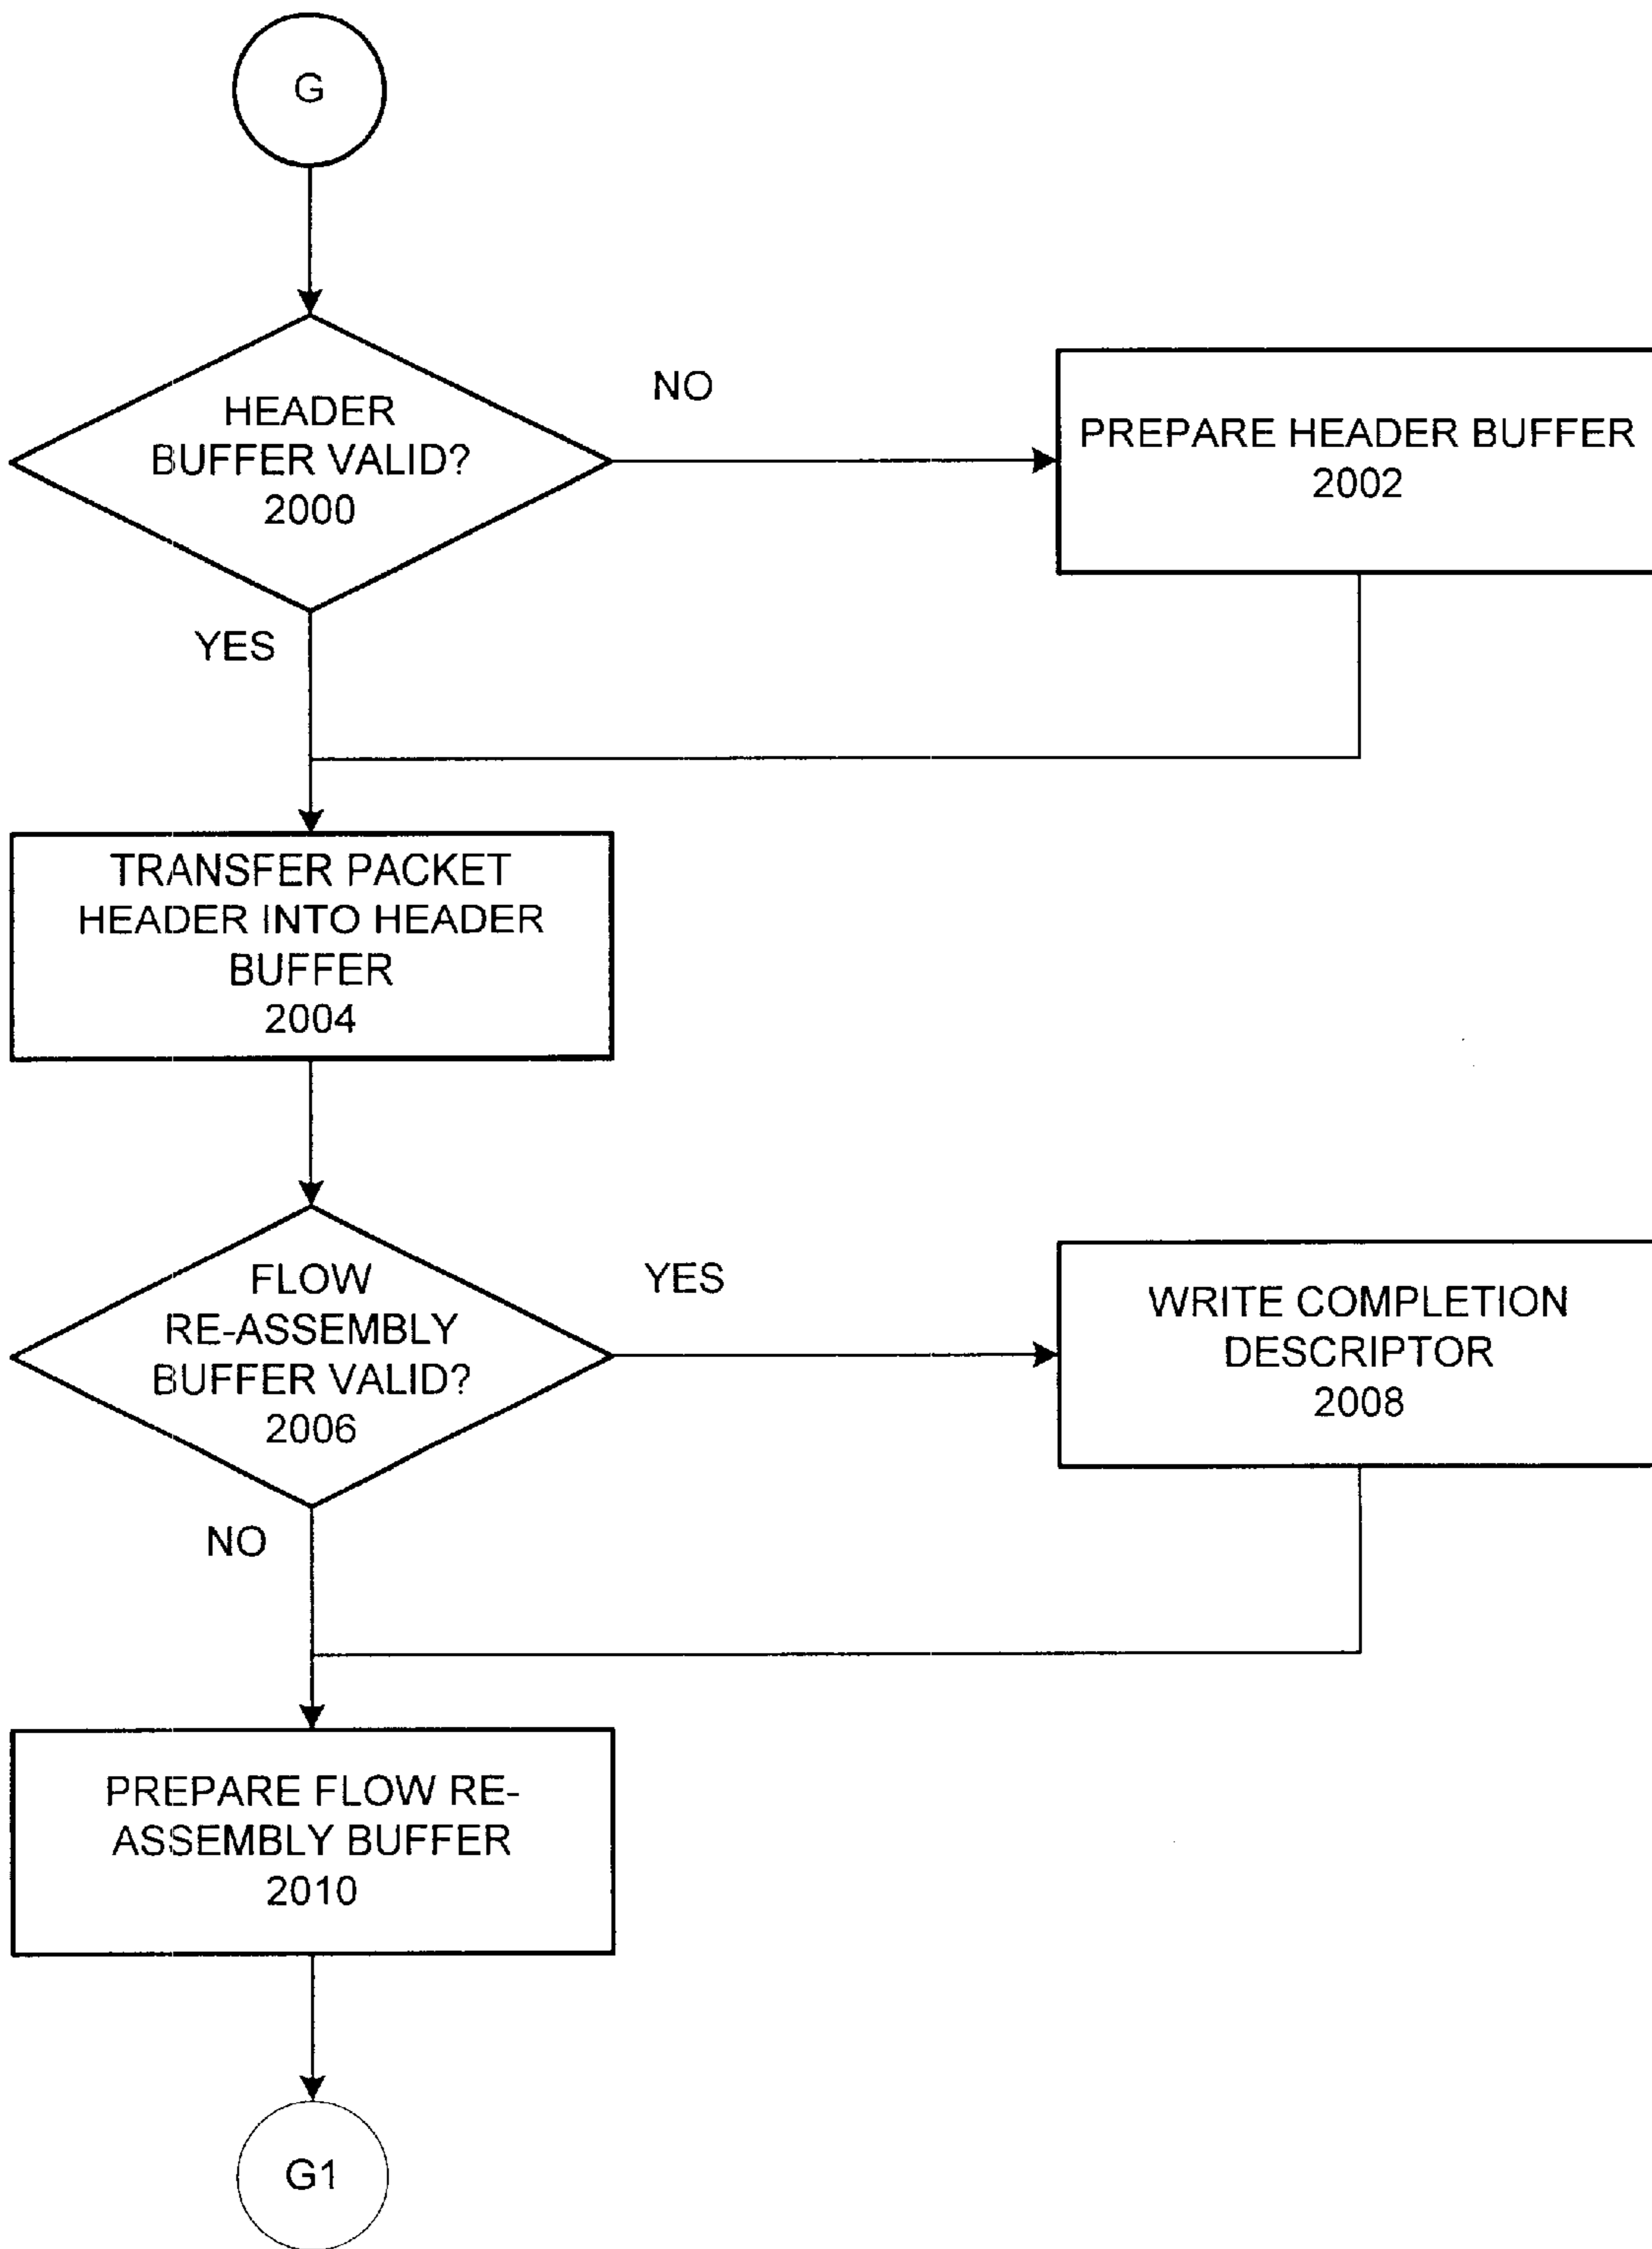 G
HEADER
BUFFER VALID?
2000
NO
PREPARE HEADER BUFFER
2002
YES
TRANSFER PACKET
HEADER INTO HEADER
BUFFER
2004
FLOW
RE-ASSEMBLY
BUFFER VALID?
2006
YES
WRITE COMPLETION
DESCRIPTOR
2008
NO
PREPARE FLOW RE-
ASSEMBLY BUFFER
2010
G1